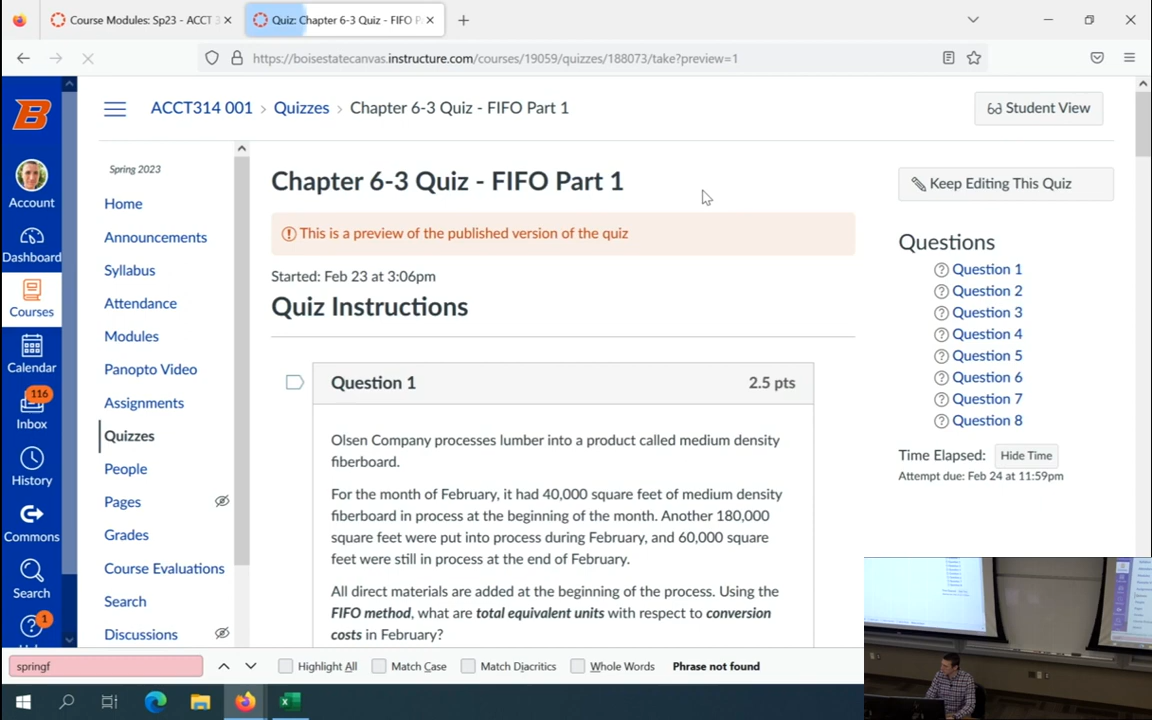 Course Modules: Sp23 - ACCT 3
Quiz: Chapter 6-3 Quiz - FIFO P
https://boisestatecanvas.instructure.com/courses/19059/quizzes/188073/take?preview=1
B
Account
Dashboard
Courses
Calendar
116
Inbox
History
Commons
Search
1
ACCT314 001 > Quizzes > Chapter 6-3 Quiz - FIFO Part 1
Student View
Spring 2023
Home
Announcements
Syllabus
Attendance
Modules
Panopto Video
Assignments
Quizzes
People
Pages
Grades
Course Evaluations
Search
Discussions
Chapter 6-3 Quiz - FIFO Part 1
This is a preview of the published version of the quiz
Started: Feb 23 at 3:06pm
Quiz Instructions
Question 1 2.5 pts
Olsen Company processes lumber into a product called medium density
fiberboard.
For the month of February, it had 40,000 square feet of medium density
fiberboard in process at the beginning of the month. Another 180,000
square feet were put into process during February, and 60,000 square
feet were still in process at the end of February.
All direct materials are added at the beginning of the process. Using the
FIFO method, what are total equivalent units with respect to conversion
costs in February?
Keep Editing This Quiz
Questions
Question 1
Question 2
Question 3
Question 4
Question 5
Question 6
Question 7
Question 8
Time Elapsed: Hide Time
Attempt due: Feb 24 at 11:59pm
springf
Highlight All Match Case Match Diacritics Whole Words Phrase not found